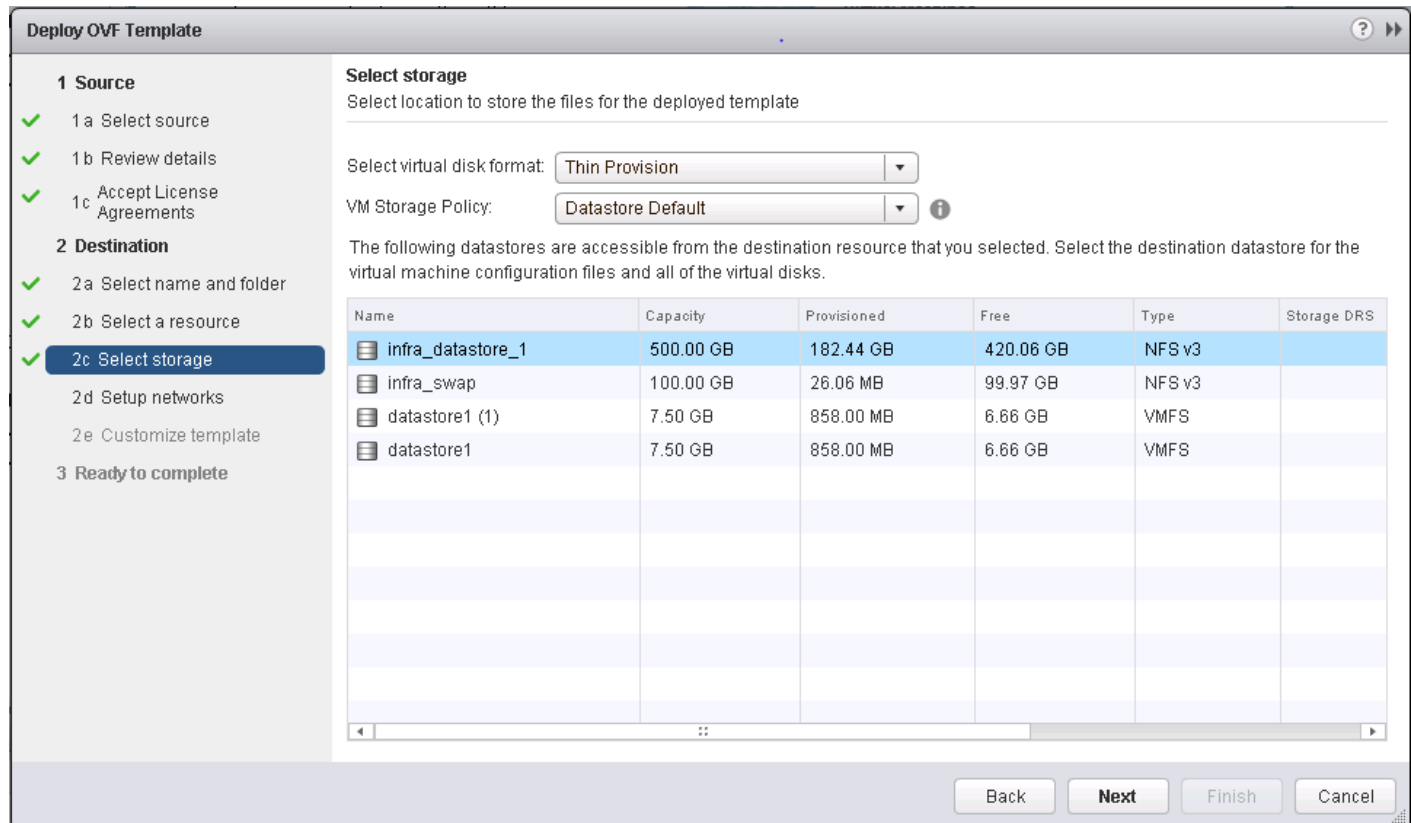 Deploy OVF Template
?
1 Source
1a Select source
1b Review details
1c Accept License
Agreements
2 Destination
2a Select name and folder
2b Select a resource
2c Select storage
2d Setup networks
2e Customize template
3 Ready to complete
Select storage
Select location to store the files for the deployed template
Select virtual disk format: Thin Provision
VM Storage Policy: Datastore Default
The following datastores are accessible from the destination resource that you selected. Select the destination datastore for the
virtual machine configuration files and all of the virtual disks.
Name Capacity Provisioned Free Type Storage DRS
infra_datastore_1 500.00 GB 182.44 GB 420.06 GB NFS v3
infra_swap 100.00 GB 26.06 MB 99.97 GB NFS v3
datastore1 (1) 7.50 GB 858.00 MB 6.66 GB VMFS
datastore1 7.50 GB 858.00 MB 6.66 GB VMFS
Back Next Finish Cancel